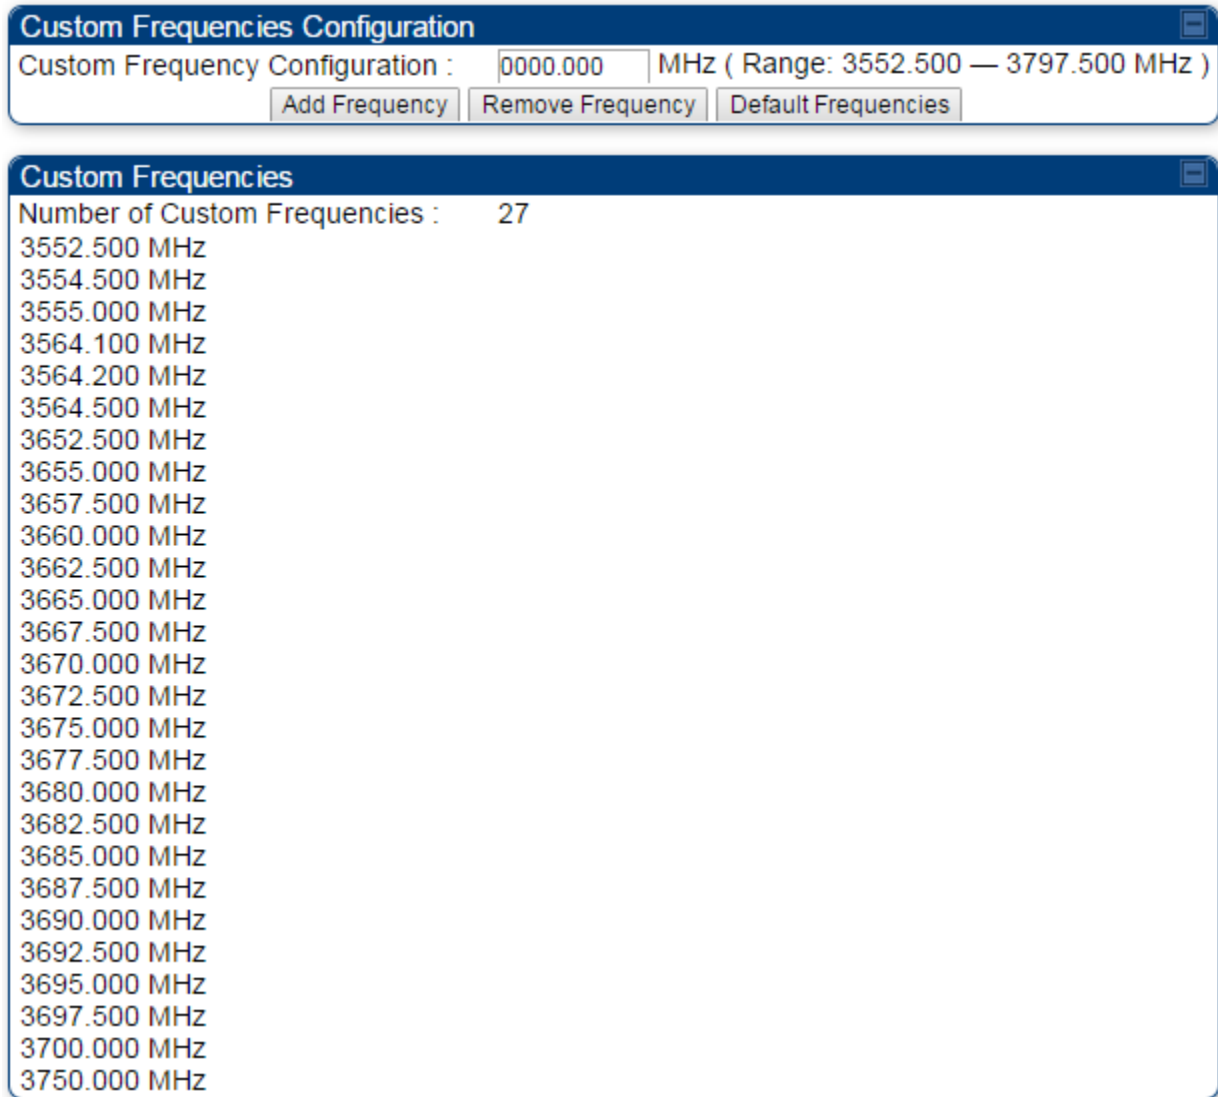 Custom Frequencies Configuration
Custom Frequency Configuration : 0000.000 MHz ( Range: 3552.500 — 3797.500 MHz )
Add Frequency Remove Frequency Default Frequencies
Custom Frequencies
Number of Custom Frequencies : 27
3552.500 MHz
3554.500 MHz
3555.000 MHz
3564.100 MHz
3564.200 MHz
3564.500 MHz
3652.500 MHz
3655.000 MHz
3657.500 MHz
3660.000 MHz
3662.500 MHz
3665.000 MHz
3667.500 MHz
3670.000 MHz
3672.500 MHz
3675.000 MHz
3677.500 MHz
3680.000 MHz
3682.500 MHz
3685.000 MHz
3687.500 MHz
3690.000 MHz
3692.500 MHz
3695.000 MHz
3697.500 MHz
3700.000 MHz
3750.000 MHz